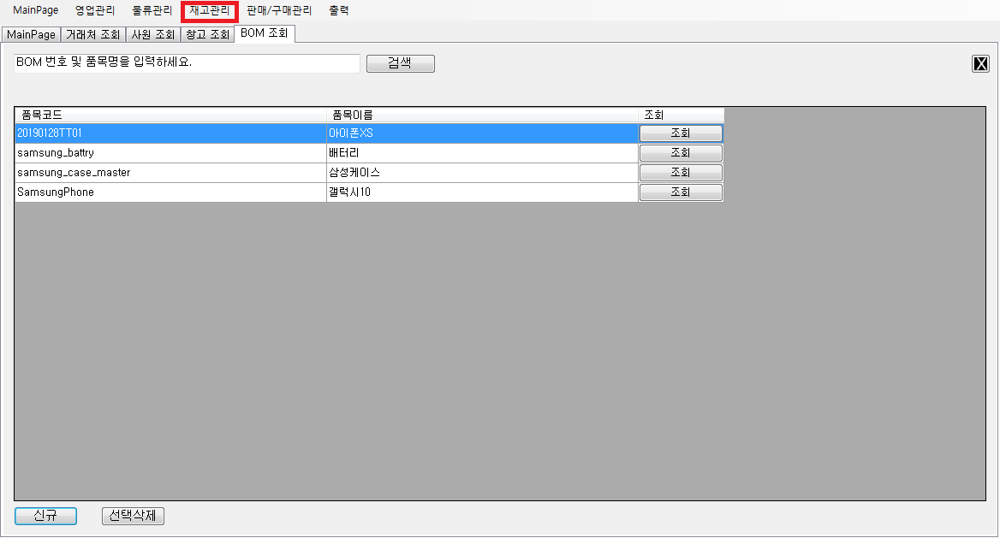 MainPage 영업관리 물류관리 재고관리 판매/구매관리 출력
MainPage 거래처 조회 사원 조회 창고 조회 BOM 조회
BOM 번호 및 품목명을 입력하세요. 검색 X
품목코드 품목이름 조회
20190128TT01 아이폰XS 조회
samsung_battry 배터리 조회
samsung_case_master 삼성케이스 조회
SamsungPhone 갤럭시10 조회
신규 선택삭제